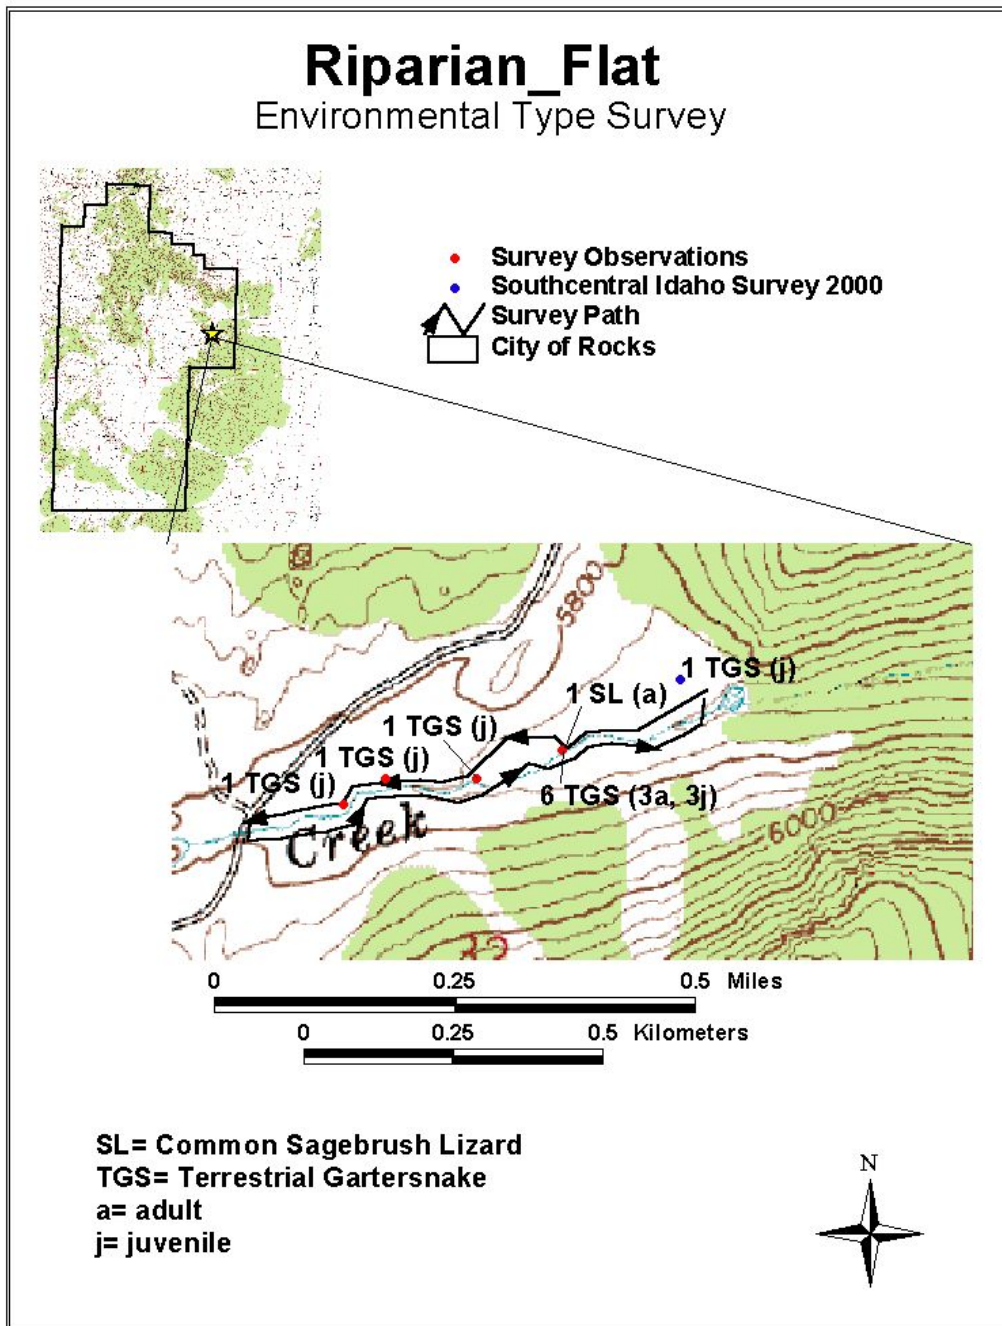 Riparian_Flat
Environmental Type Survey
Survey Observations
Southcentral Idaho Survey 2000
Survey Path
City of Rocks
5800
1 TGS (j)
1 SL (a)
1 TGS (j)
1 TGS (j)
1 TGS (j)
6 TGS (3a, 3j)
Creek
6000
33
0 0.25 0.5 Miles
0 0.25 0.5 Kilometers
SL= Common Sagebrush Lizard
TGS= Terrestrial Gartersnake
a= adult
j= juvenile
N